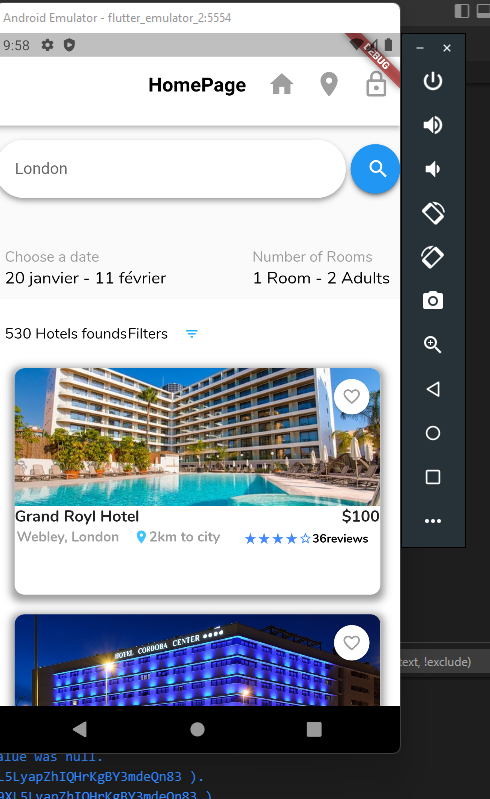 Android Emulator - flutter_emulator_2:5554
9:58
DEBUG
HomePage
London
Choose a date
Number of Rooms
20 janvier - 11 février
1 Room - 2 Adults
530 Hotels foundsFilters
Grand Royl Hotel
$100
Webley, London
2km to city
36reviews
HOTEL CORDOBA CENTER
text, !exclude)
alue was null.
L5LyapZhIQHrKgBY3mdeQn83 ).
9XL5LyapZhIQHrKgBY3mdeQn83 ).